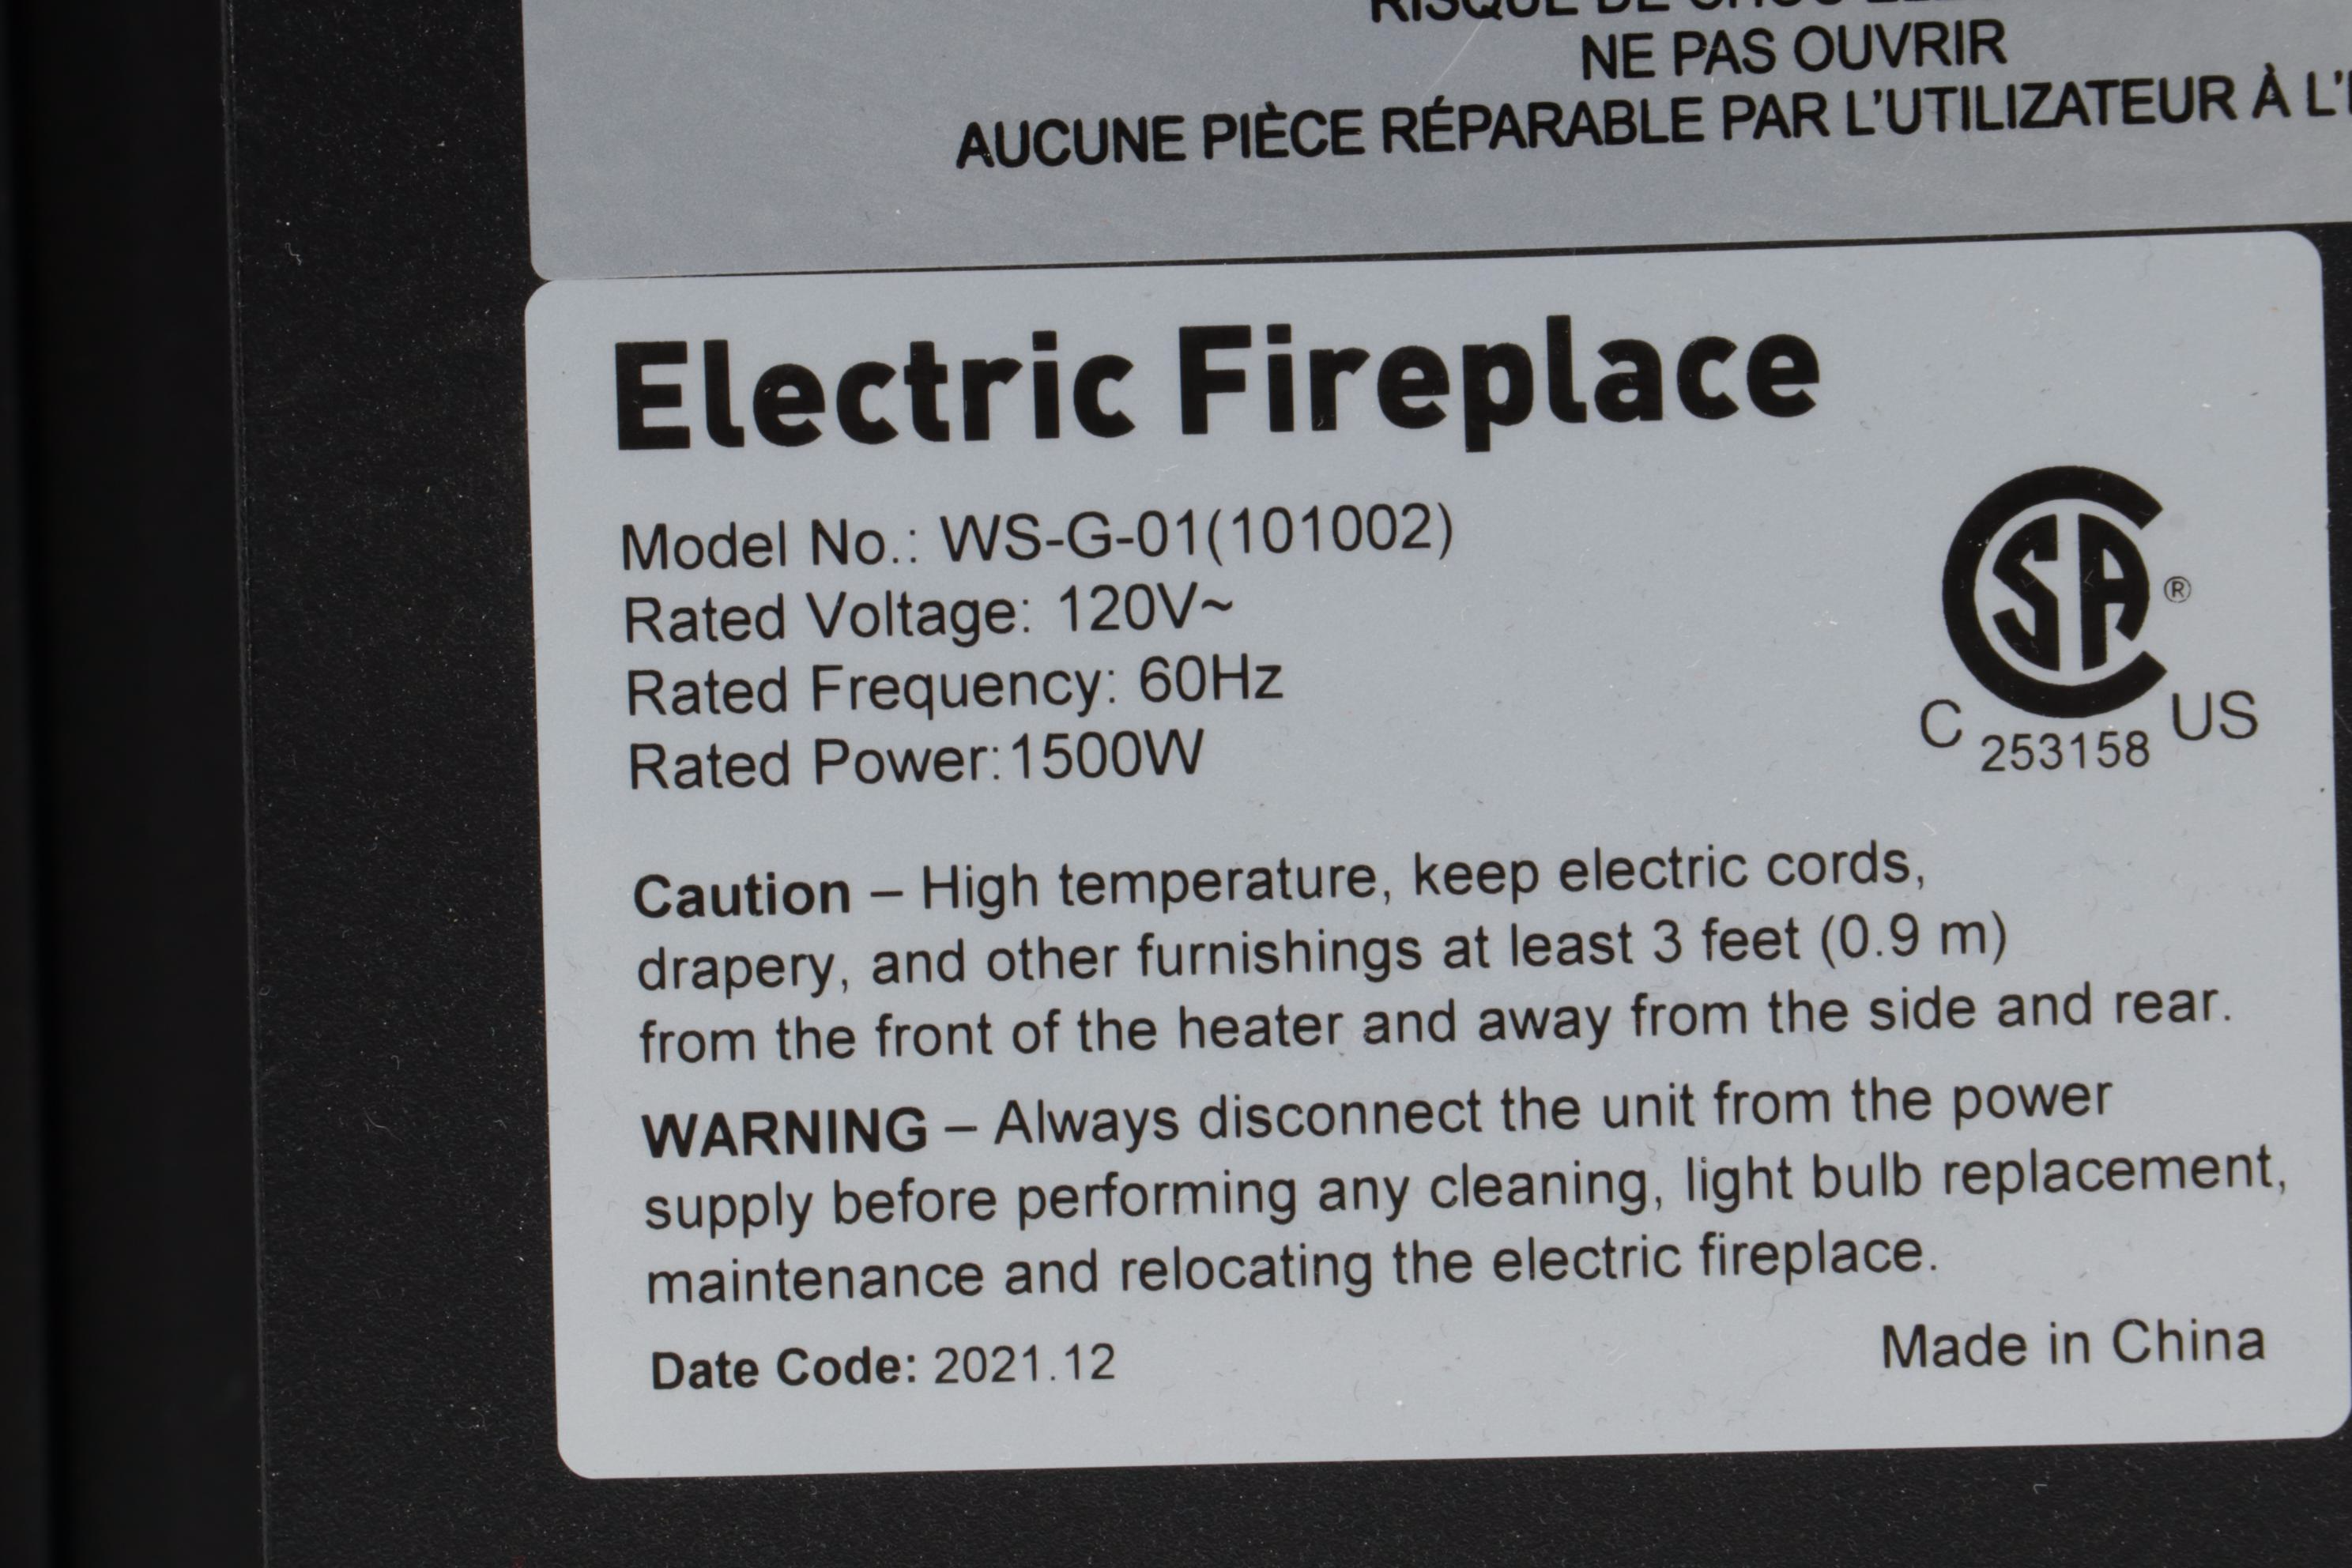 NE PAS OUVRIR
AUCUNE PIÈCE RÉPARABLE PAR L'UTILIZATEUR À L'
Electric Fireplace
Model No.: WS-G-01(101002)
Rated Voltage: 120V~
Rated Frequency: 60Hz
Rated Power:1500W
CSA®
C 253158 US
Caution – High temperature, keep electric cords,
drapery, and other furnishings at least 3 feet (0.9 m)
from the front of the heater and away from the side and rear.
WARNING – Always disconnect the unit from the power
supply before performing any cleaning, light bulb replacement,
maintenance and relocating the electric fireplace.
Date Code: 2021.12
Made in China